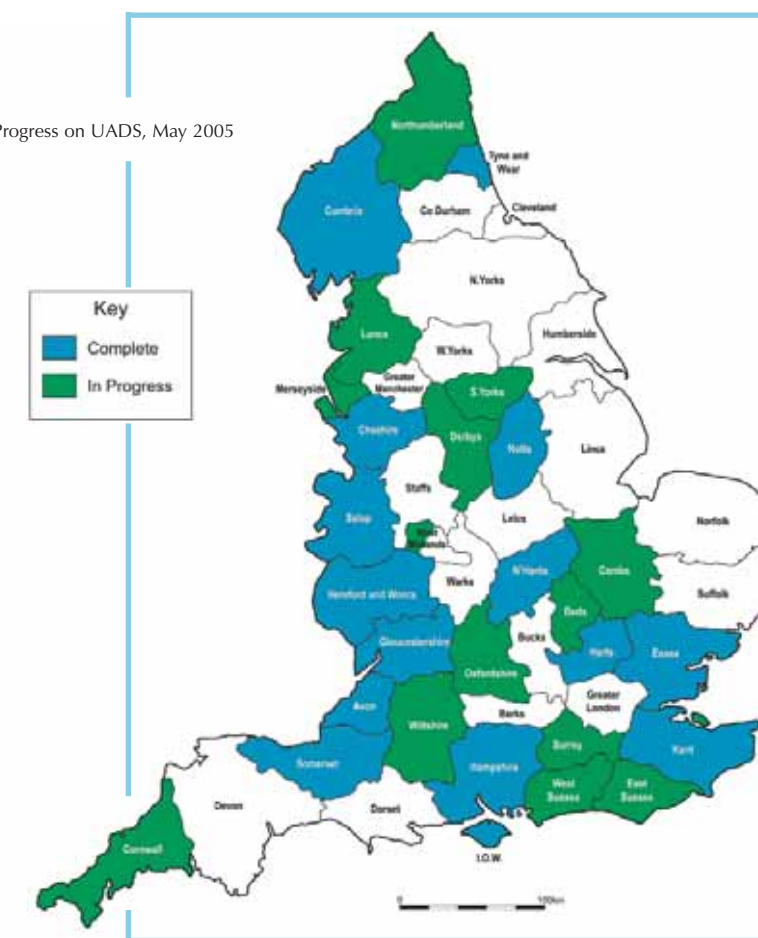 Progress on UADS, May 2005
Northumberland
Tyne and
Wear
Cumbria
Co Durham
Cleveland
N.Yorks
Key
Complete
In Progress
Lancs
W.Yorks
Humberside
Greater
Manchester
Merseyside
S.Yorks
Cheshire
Derbys
Notts
Lincs
Staffs
Salop
Leics
Norfolk
West
Midlands
Warks
N'Hants
Cambs
Suffolk
Hereford and Worcs
Beds
Bucks
Gloucestershire
Herts
Essex
Oxfordshire
Greater
London
Avon
Berks
Wiltshire
Surrey
Kent
Somerset
Hampshire
West
Sussex
East
Sussex
Devon
Dorset
Cornwall
I.O.W.
0 100km